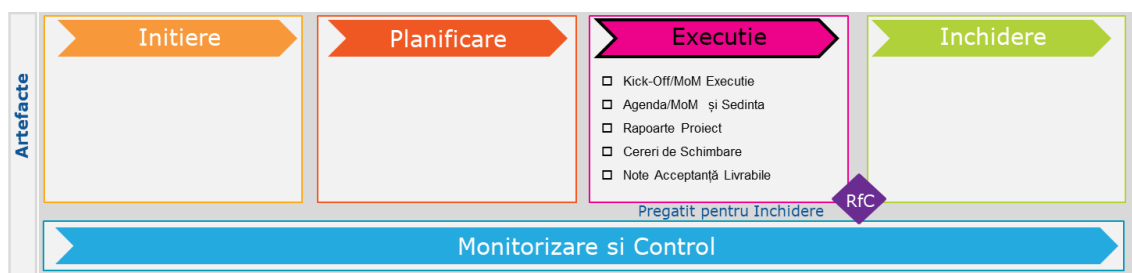 Artefacte
Initiere
Planificare
Executie
Inchidere
Kick-Off/MoM Executie
Agenda/MoM și Sedinta
Rapoarte Proiect
Cereri de Schimbare
Note Acceptanță Livrabile
RfC
Pregatit pentru Inchidere
Monitorizare si Control